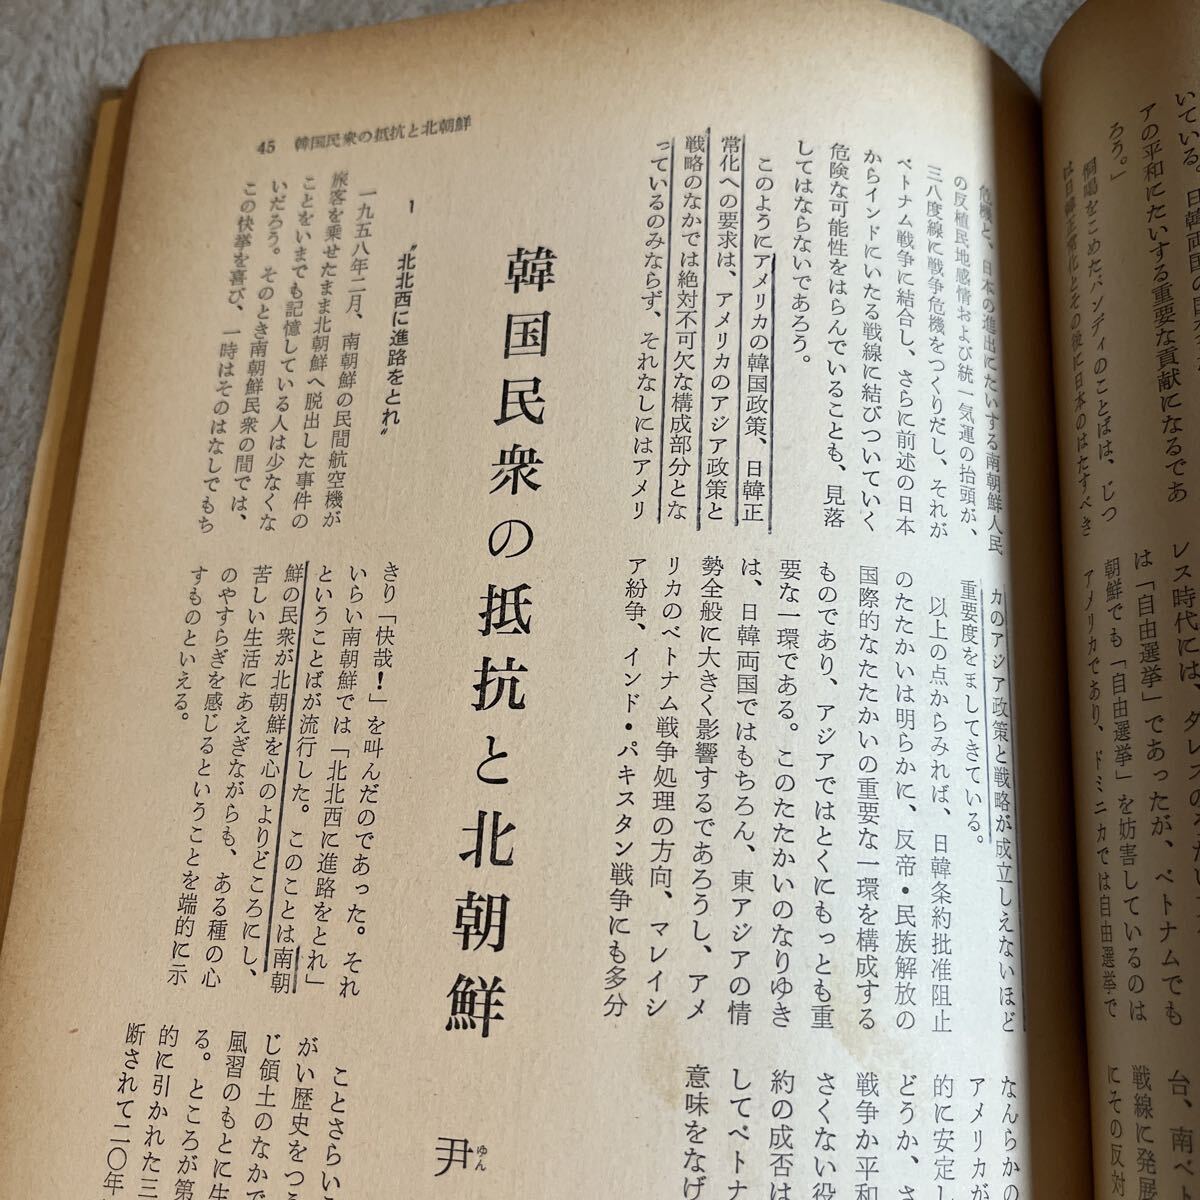 いている。日韓両国の
アの平和にたいする重要な貢献になるであ
ろう。」
恫喝をこめたバンディのことばは、じつ
は日韓正常化とその後に日本のはたすべき
レス時代には、ダレスの
は「自由選挙」であったが、ベトナムでも
朝鮮でも「自由選挙」を妨害しているのは
アメリカであり、ドミニカでは自由選挙で
台、南ベト
戦線に発展
にその反対
45 韓国民衆の抵抗と北朝鮮
危機と、日本の進出にたいする南朝鮮人民
の反植民地感情および統一気運の抬頭が、
三八度線に戦争危機をつくりだし、それが
ベトナム戦争に結合し、さらに前述の日本
からインドにいたる戦線に結びついていく
危険な可能性をはらんでいることも、見落
してはならないであろう。
このようにアメリカの韓国政策、日韓正
常化への要求は、アメリカのアジア政策と
戦略のなかでは絶対不可欠な構成部分とな
っているのみならず、それなしにはアメリ
カのアジア政策と戦略が成立しえないほど
重要度をましてきている。
以上の点からみれば、日韓条約批准阻止
のたたかいは明らかに、反帝・民族解放の
国際的なたたかいの重要な一環を構成する
ものであり、アジアではとくにもっとも重
要な一環である。このたたかいのなりゆき
は、日韓両国ではもちろん、東アジアの情
勢全般に大きく影響するであろうし、アメ
リカのベトナム戦争処理の方向、マレイシ
ア紛争、インド・パキスタン戦争にも多分
なんらかの
アメリカが
的に安定し
どうか、さ
戦争か平和
さくない役
約の成否は
してベトナ
意味をなげ
韓国民衆の抵抗と北朝鮮
尹
ゆん
1 〝北北西に進路をとれ〟
一九五八年二月、南朝鮮の民間航空機が
旅客を乗せたまま北朝鮮へ脱出した事件の
ことをいまでも記憶している人は少なくな
いだろう。そのとき南朝鮮民衆の間では、
この快挙を喜び、一時はそのはなしでもち
きり「快哉！」を叫んだのであった。それ
いらい南朝鮮では「北北西に進路をとれ」
ということばが流行した。このことは南朝
鮮の民衆が北朝鮮を心のよりどころにし、
苦しい生活にあえぎながらも、ある種の心
のやすらぎを感じるということを端的に示
すものといえる。
ことさらい
がい歴史をつ
じ領土のなかで
風習のもとに生
る。ところが第
的に引かれた三
断されて二〇年